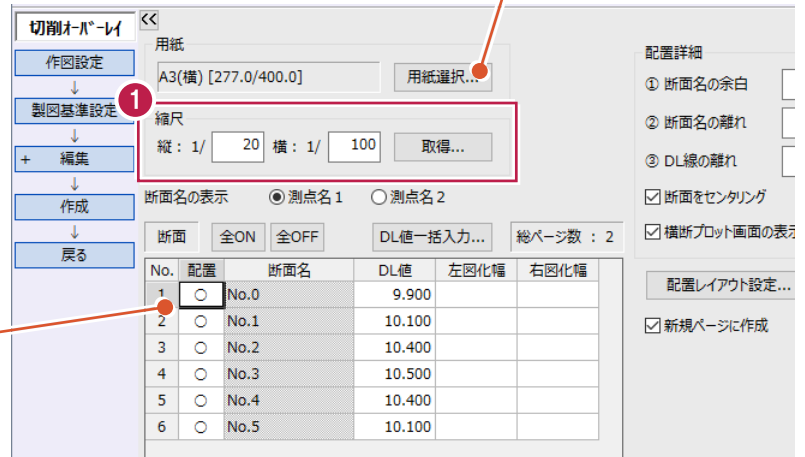 切削ｵｰﾊﾞｰﾚｲ
作図設定
↓
製図基準設定
↓
+ 編集
↓
作成
↓
戻る
<<
用紙
A3(横) [277.0/400.0] 用紙選択...
1
縮尺
縦： 1/ 20 横： 1/ 100 取得...
断面名の表示 測点名1 測点名2
断面 全ON 全OFF DL値一括入力... 総ページ数 : 2
No. 配置 断面名 DL値 左図化幅 右図化幅
1 ○ No.0 9.900
2 ○ No.1 10.100
3 ○ No.2 10.400
4 ○ No.3 10.500
5 ○ No.4 10.400
6 ○ No.5 10.100
配置詳細
① 断面名の余白
② 断面名の離れ
③ DL線の離れ
断面をセンタリング
横断プロット画面の表示
配置レイアウト設定...
新規ページに作成